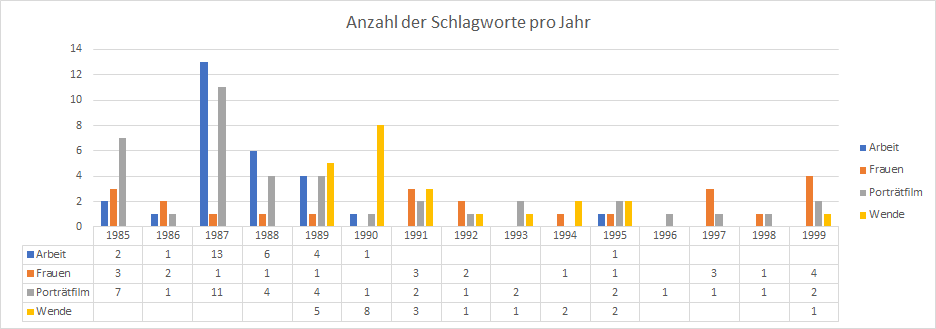 Anzahl der Schlagworte pro Jahr
14
12
10
8
6
4
2
0
Arbeit
Frauen
Porträtfilm
Wende
1985 1986 1987 1988 1989 1990 1991 1992 1993 1994 1995 1996 1997 1998 1999
Arbeit 2 1 13 6 4 1 1
Frauen 3 2 1 1 1 3 2 1 1 3 1 4
Porträtfilm 7 1 11 4 4 1 2 1 2 2 1 1 1 2
Wende 5 8 3 1 1 2 2 1